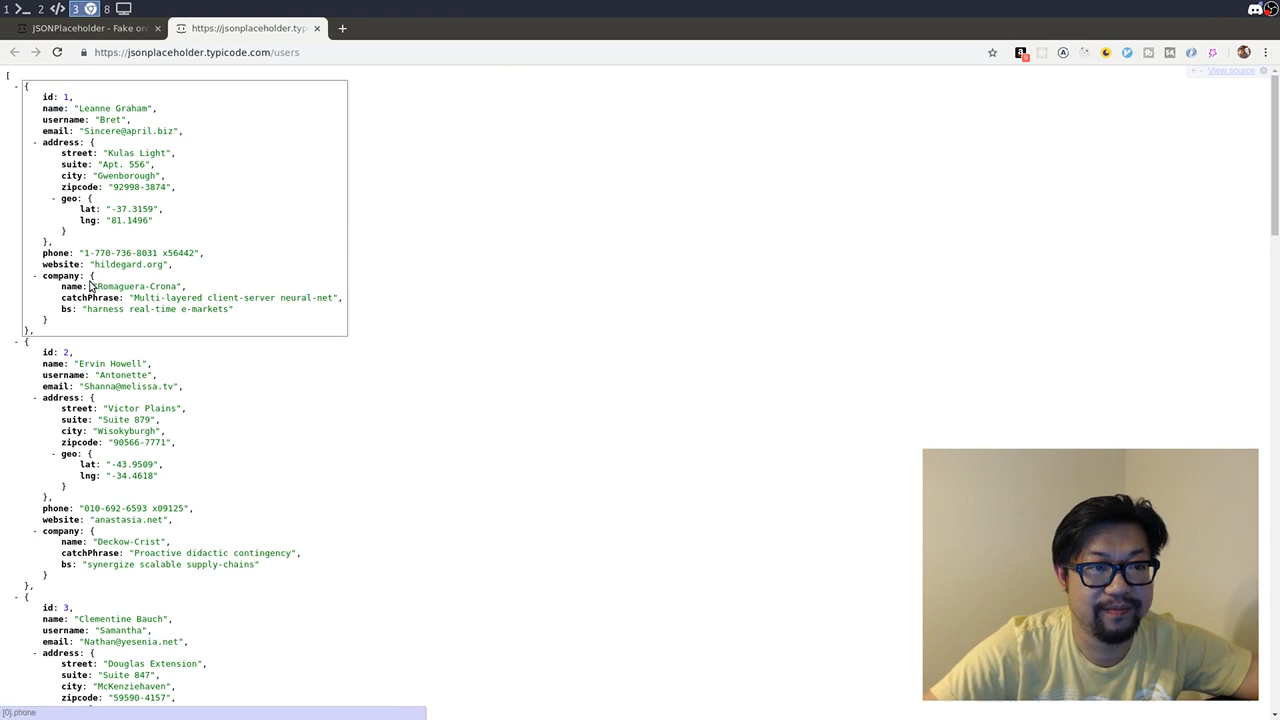 1 2 3 8
JSONPlaceholder - Fake on
https://jsonplaceholder.typ
https://jsonplaceholder.typicode.com/users
+ - View source
[
- {
id: 1,
name: "Leanne Graham",
username: "Bret",
email: "Sincere@april.biz",
- address: {
street: "Kulas Light",
suite: "Apt. 556",
city: "Gwenborough",
zipcode: "92998-3874",
- geo: {
lat: "-37.3159",
lng: "81.1496"
}
},
phone: "1-770-736-8031 x56442",
website: "hildegard.org",
- company: {
name: "Romaguera-Crona",
catchPhrase: "Multi-layered client-server neural-net",
bs: "harness real-time e-markets"
}
},
- {
id: 2,
name: "Ervin Howell",
username: "Antonette",
email: "Shanna@melissa.tv",
- address: {
street: "Victor Plains",
suite: "Suite 879",
city: "Wisokyburgh",
zipcode: "90566-7771",
- geo: {
lat: "-43.9509",
lng: "-34.4618"
}
},
phone: "010-692-6593 x09125",
website: "anastasia.net",
- company: {
name: "Deckow-Crist",
catchPhrase: "Proactive didactic contingency",
bs: "synergize scalable supply-chains"
}
},
- {
id: 3,
name: "Clementine Bauch",
username: "Samantha",
email: "Nathan@yesenia.net",
- address: {
street: "Douglas Extension",
suite: "Suite 847",
city: "McKenziehaven",
zipcode: "59590-4157",
[0].phone